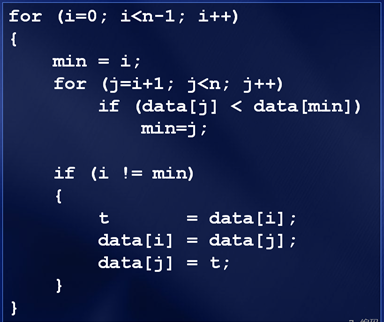 for (i=0; i<n-1; i++)
{
    min = i;
    for (j=i+1; j<n; j++)
        if (data[j] < data[min])
            min=j;

    if (i != min)
    {
        t       = data[i];
        data[i] = data[j];
        data[j] = t;
    }
}